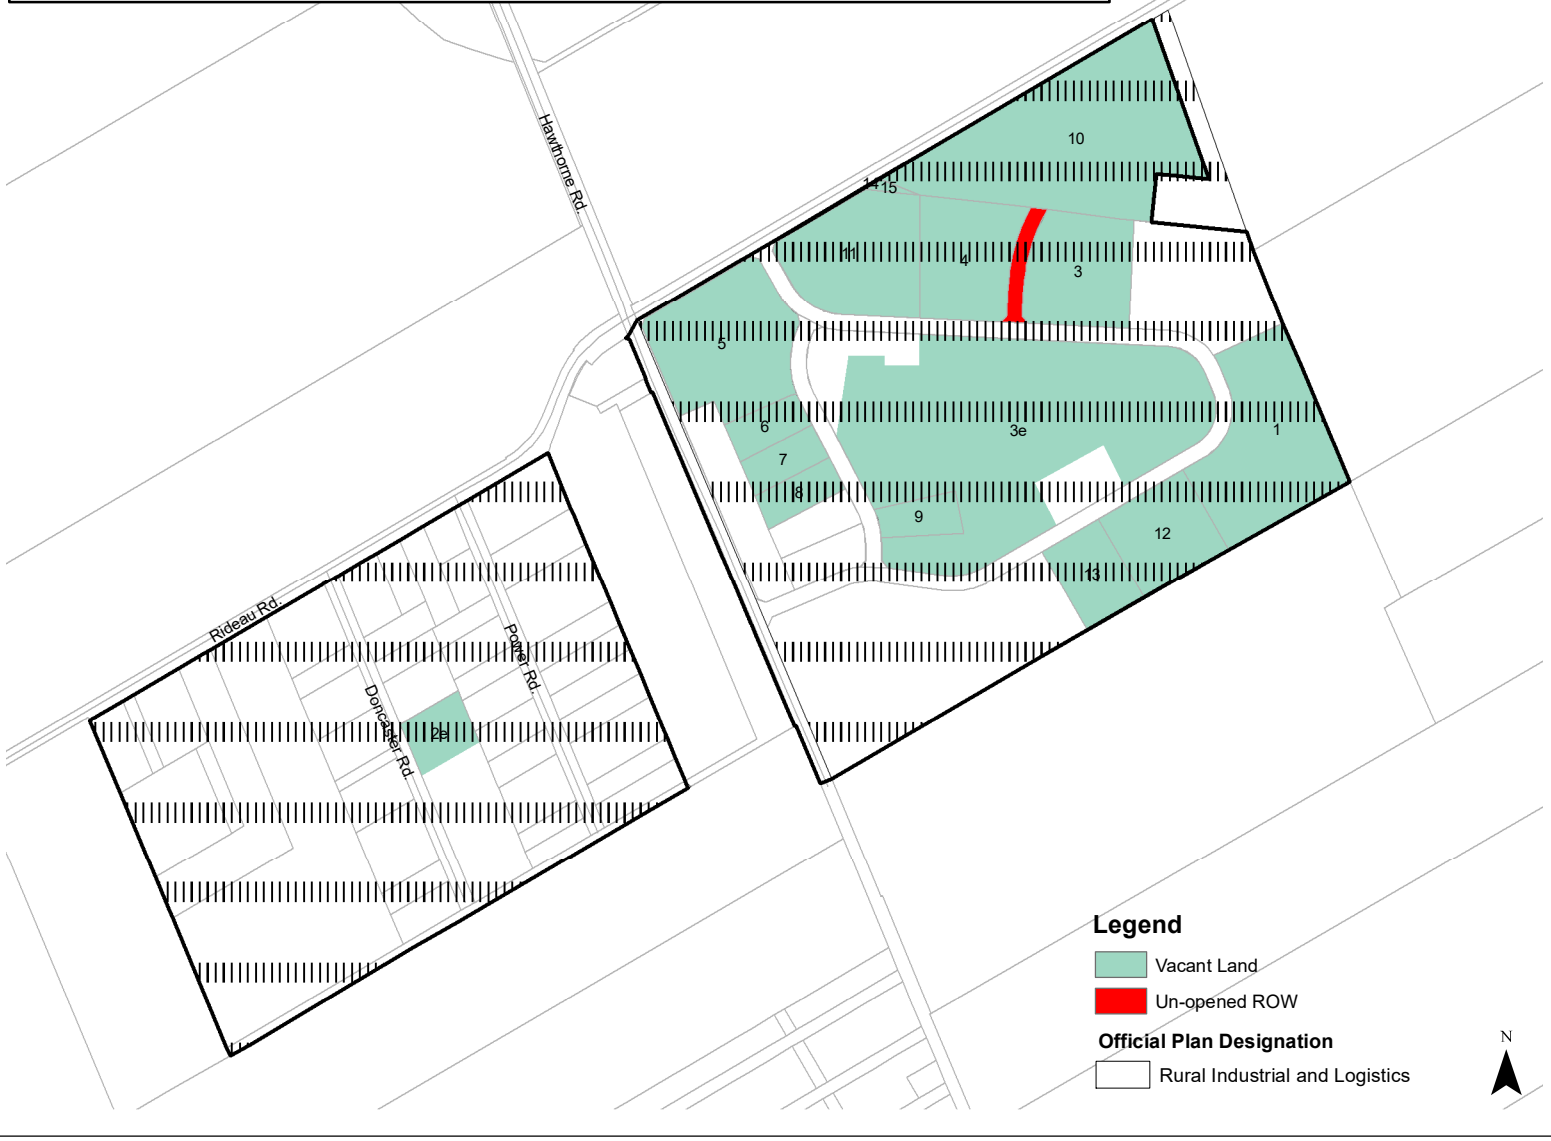 Hawthorne Rd.
10
14
15
11
4
3
5
3e
1
6
7
8
9
12
13
Rideau Rd.
Power Rd.
Doncaster Rd.
2e
Legend
Vacant Land
Un-opened ROW
Official Plan Designation
Rural Industrial and Logistics
N